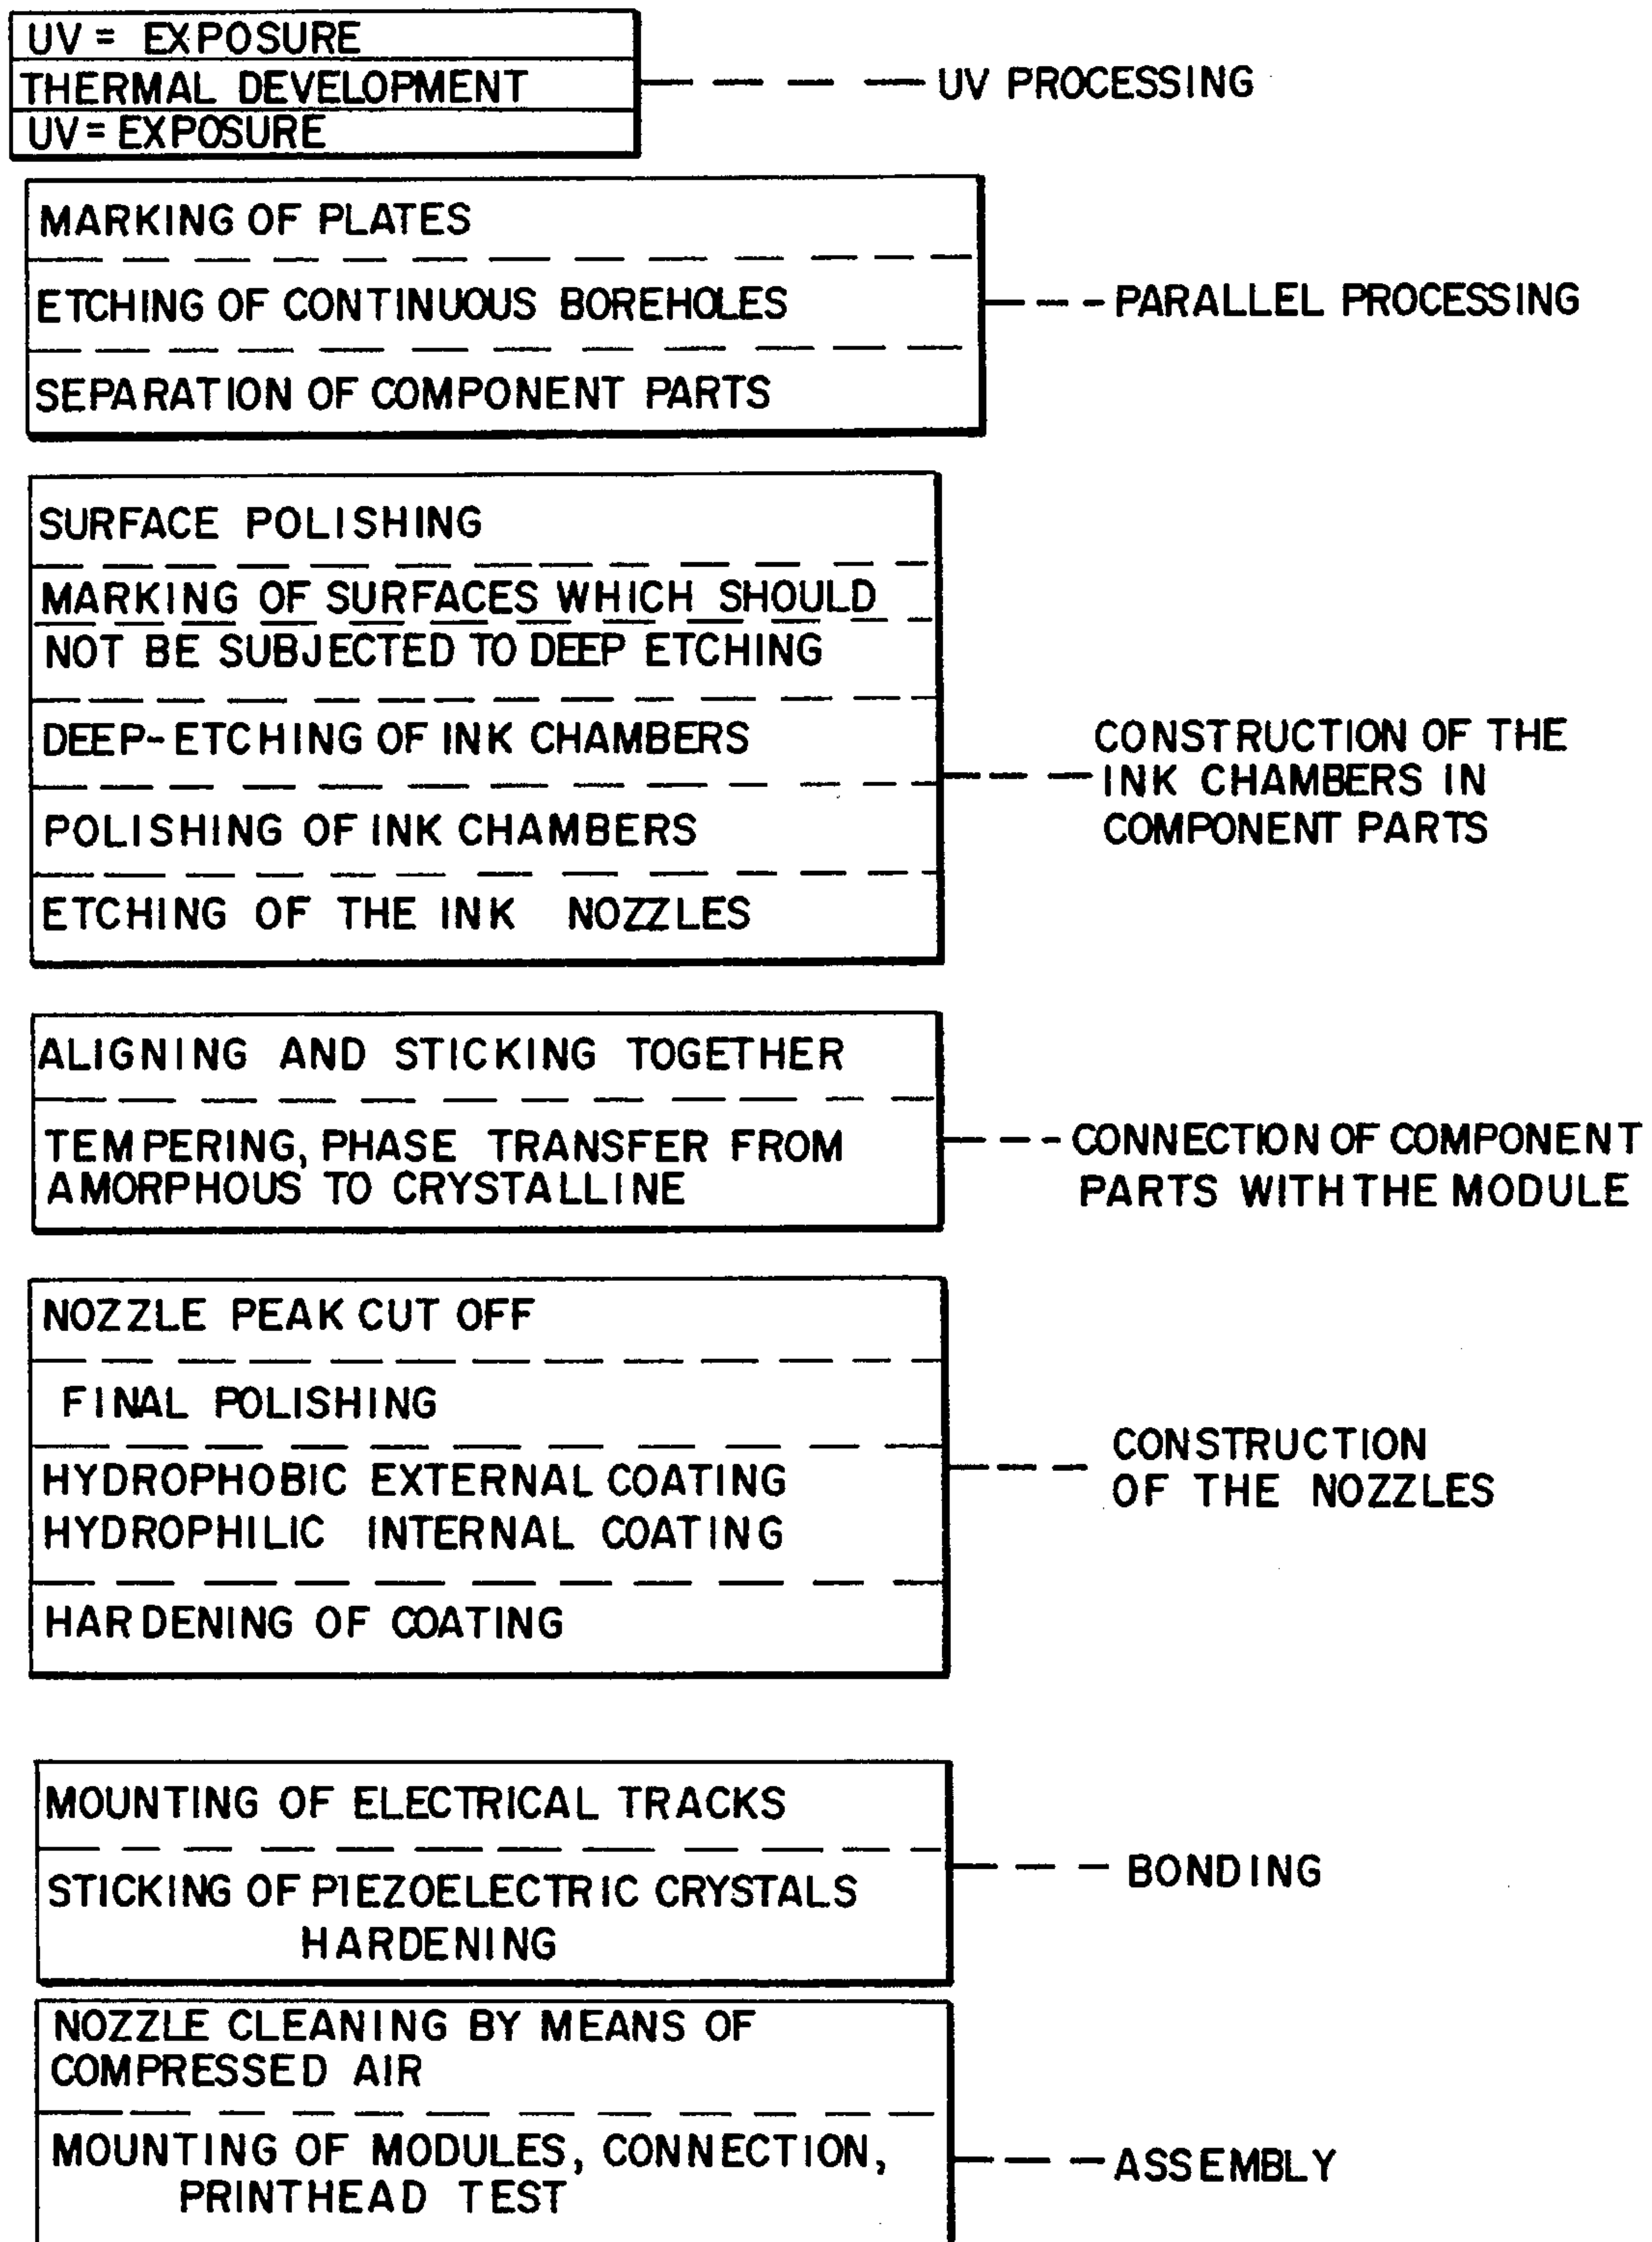 UV = EXPOSURE
THERMAL DEVELOPMENT
UV = EXPOSURE
UV PROCESSING
MARKING OF PLATES
ETCHING OF CONTINUOUS BOREHOLES
SEPARATION OF COMPONENT PARTS
PARALLEL PROCESSING
SURFACE POLISHING
MARKING OF SURFACES WHICH SHOULD
NOT BE SUBJECTED TO DEEP ETCHING
DEEP-ETCHING OF INK CHAMBERS
POLISHING OF INK CHAMBERS
ETCHING OF THE INK NOZZLES
CONSTRUCTION OF THE
INK CHAMBERS IN
COMPONENT PARTS
ALIGNING AND STICKING TOGETHER
TEMPERING, PHASE TRANSFER FROM
AMORPHOUS TO CRYSTALLINE
CONNECTION OF COMPONENT
PARTS WITH THE MODULE
NOZZLE PEAK CUT OFF
FINAL POLISHING
HYDROPHOBIC EXTERNAL COATING
HYDROPHILIC INTERNAL COATING
HARDENING OF COATING
CONSTRUCTION
OF THE NOZZLES
MOUNTING OF ELECTRICAL TRACKS
STICKING OF PIEZOELECTRIC CRYSTALS
HARDENING
BONDING
NOZZLE CLEANING BY MEANS OF
COMPRESSED AIR
MOUNTING OF MODULES, CONNECTION,
PRINTHEAD TEST
ASSEMBLY